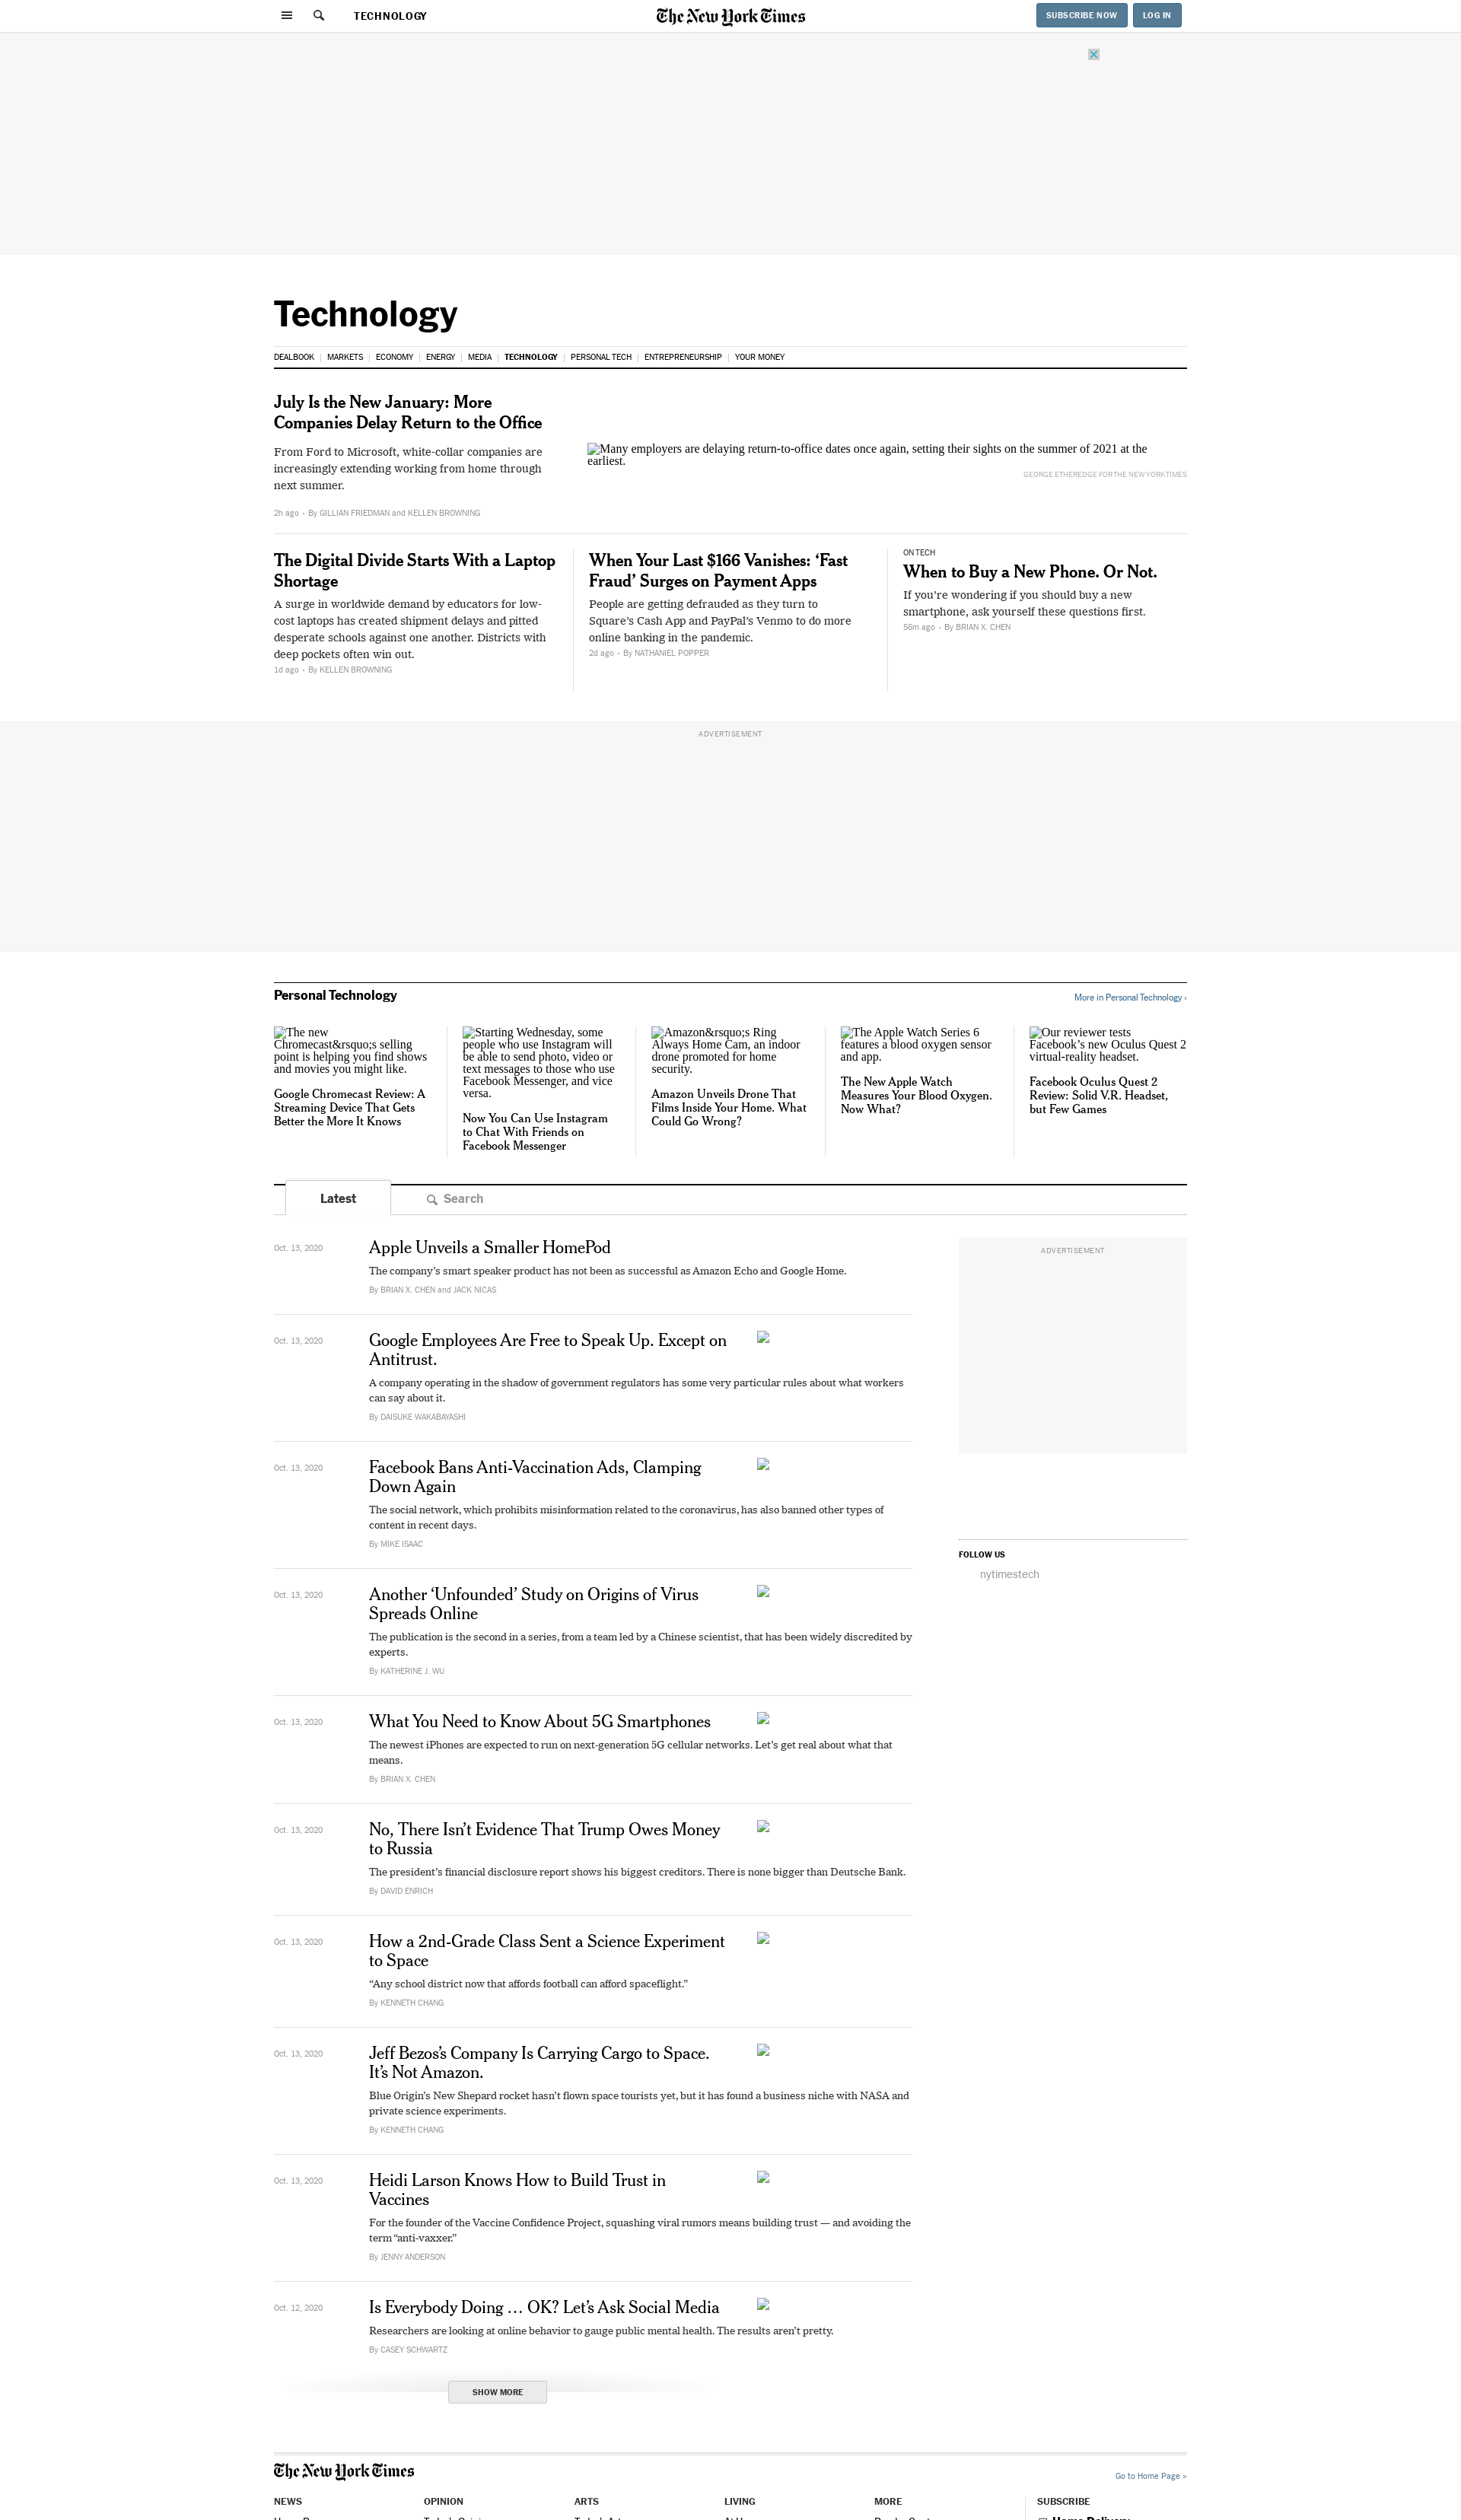 TECHNOLOGY
The New York Times
SUBSCRIBE NOW
LOG IN
Technology
DEALBOOK
MARKETS
ECONOMY
ENERGY
MEDIA
TECHNOLOGY
PERSONAL TECH
ENTREPRENEURSHIP
YOUR MONEY
July Is the New January: More
Companies Delay Return to the Office
From Ford to Microsoft, white-collar companies are
increasingly extending working from home through
next summer.
2h ago • By GILLIAN FRIEDMAN and KELLEN BROWNING
Many employers are delaying return-to-office dates once again, setting their sights on the summer of 2021 at the
earliest.
GEORGE ETHEREDGE FOR THE NEW YORK TIMES
The Digital Divide Starts With a Laptop
Shortage
A surge in worldwide demand by educators for low-
cost laptops has created shipment delays and pitted
desperate schools against one another. Districts with
deep pockets often win out.
1d ago • By KELLEN BROWNING
When Your Last $166 Vanishes: ‘Fast
Fraud’ Surges on Payment Apps
People are getting defrauded as they turn to
Square’s Cash App and PayPal’s Venmo to do more
online banking in the pandemic.
2d ago • By NATHANIEL POPPER
ON TECH
When to Buy a New Phone. Or Not.
If you’re wondering if you should buy a new
smartphone, ask yourself these questions first.
56m ago • By BRIAN X. CHEN
ADVERTISEMENT
Personal Technology
More in Personal Technology ›
The new
Chromecast&rsquo;s selling
point is helping you find shows
and movies you might like.
Google Chromecast Review: A
Streaming Device That Gets
Better the More It Knows
Starting Wednesday, some
people who use Instagram will
be able to send photo, video or
text messages to those who use
Facebook Messenger, and vice
versa.
Now You Can Use Instagram
to Chat With Friends on
Facebook Messenger
Amazon&rsquo;s Ring
Always Home Cam, an indoor
drone promoted for home
security.
Amazon Unveils Drone That
Films Inside Your Home. What
Could Go Wrong?
The Apple Watch Series 6
features a blood oxygen sensor
and app.
The New Apple Watch
Measures Your Blood Oxygen.
Now What?
Our reviewer tests
Facebook’s new Oculus Quest 2
virtual-reality headset.
Facebook Oculus Quest 2
Review: Solid V.R. Headset,
but Few Games
Latest
Search
Oct. 13, 2020
Apple Unveils a Smaller HomePod
The company’s smart speaker product has not been as successful as Amazon Echo and Google Home.
By BRIAN X. CHEN and JACK NICAS
ADVERTISEMENT
Oct. 13, 2020
Google Employees Are Free to Speak Up. Except on
Antitrust.
A company operating in the shadow of government regulators has some very particular rules about what workers
can say about it.
By DAISUKE WAKABAYASHI
Oct. 13, 2020
Facebook Bans Anti-Vaccination Ads, Clamping
Down Again
The social network, which prohibits misinformation related to the coronavirus, has also banned other types of
content in recent days.
By MIKE ISAAC
FOLLOW US
nytimestech
Oct. 13, 2020
Another ‘Unfounded’ Study on Origins of Virus
Spreads Online
The publication is the second in a series, from a team led by a Chinese scientist, that has been widely discredited by
experts.
By KATHERINE J. WU
Oct. 13, 2020
What You Need to Know About 5G Smartphones
The newest iPhones are expected to run on next-generation 5G cellular networks. Let’s get real about what that
means.
By BRIAN X. CHEN
Oct. 13, 2020
No, There Isn’t Evidence That Trump Owes Money
to Russia
The president’s financial disclosure report shows his biggest creditors. There is none bigger than Deutsche Bank.
By DAVID ENRICH
Oct. 13, 2020
How a 2nd-Grade Class Sent a Science Experiment
to Space
“Any school district now that affords football can afford spaceflight.”
By KENNETH CHANG
Oct. 13, 2020
Jeff Bezos’s Company Is Carrying Cargo to Space.
It’s Not Amazon.
Blue Origin’s New Shepard rocket hasn’t flown space tourists yet, but it has found a business niche with NASA and
private science experiments.
By KENNETH CHANG
Oct. 13, 2020
Heidi Larson Knows How to Build Trust in
Vaccines
For the founder of the Vaccine Confidence Project, squashing viral rumors means building trust — and avoiding the
term “anti-vaxxer.”
By JENNY ANDERSON
Oct. 12, 2020
Is Everybody Doing … OK? Let’s Ask Social Media
Researchers are looking at online behavior to gauge public mental health. The results aren’t pretty.
By CASEY SCHWARTZ
SHOW MORE
The New York Times
Go to Home Page »
NEWS
OPINION
ARTS
LIVING
MORE
SUBSCRIBE
Home Delivery